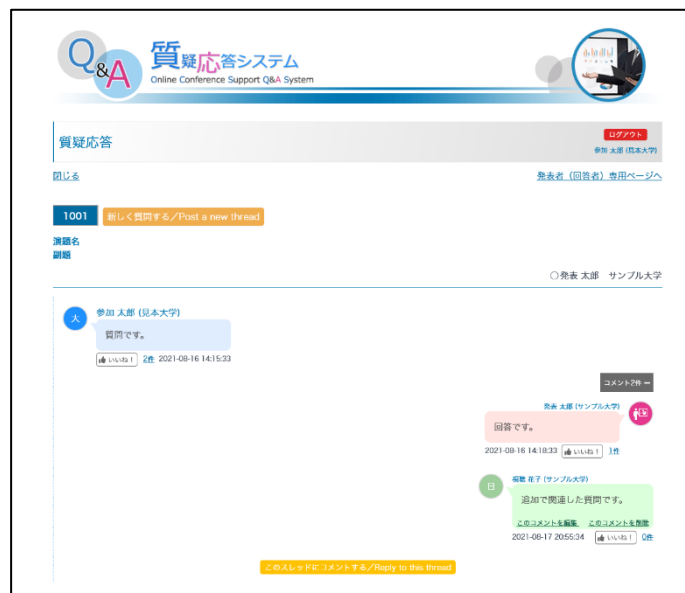 Q&A
質疑応答システム
Online Conference Support Q&A System
質疑応答
ログアウト
参加 太郎 (見本大学)
閉じる
発表者（回答者）専用ページへ
1001
新しく質問する／Post a new thread
演題名
副題
○発表 太郎　サンプル大学
大
参加 太郎 (見本大学)
質問です。
いいね！ 2件 2021-08-16 14:15:33
コメント2件 ー
発表 太郎 (サンプル大学)
回答です。
2021-08-16 14:18:33 いいね！ 1件
日
視聴 花子 (サンプル大学)
追加で関連した質問です。
このコメントを編集 このコメントを削除
2021-08-17 20:55:34 いいね！ 0件
このスレッドにコメントする／Reply to this thread